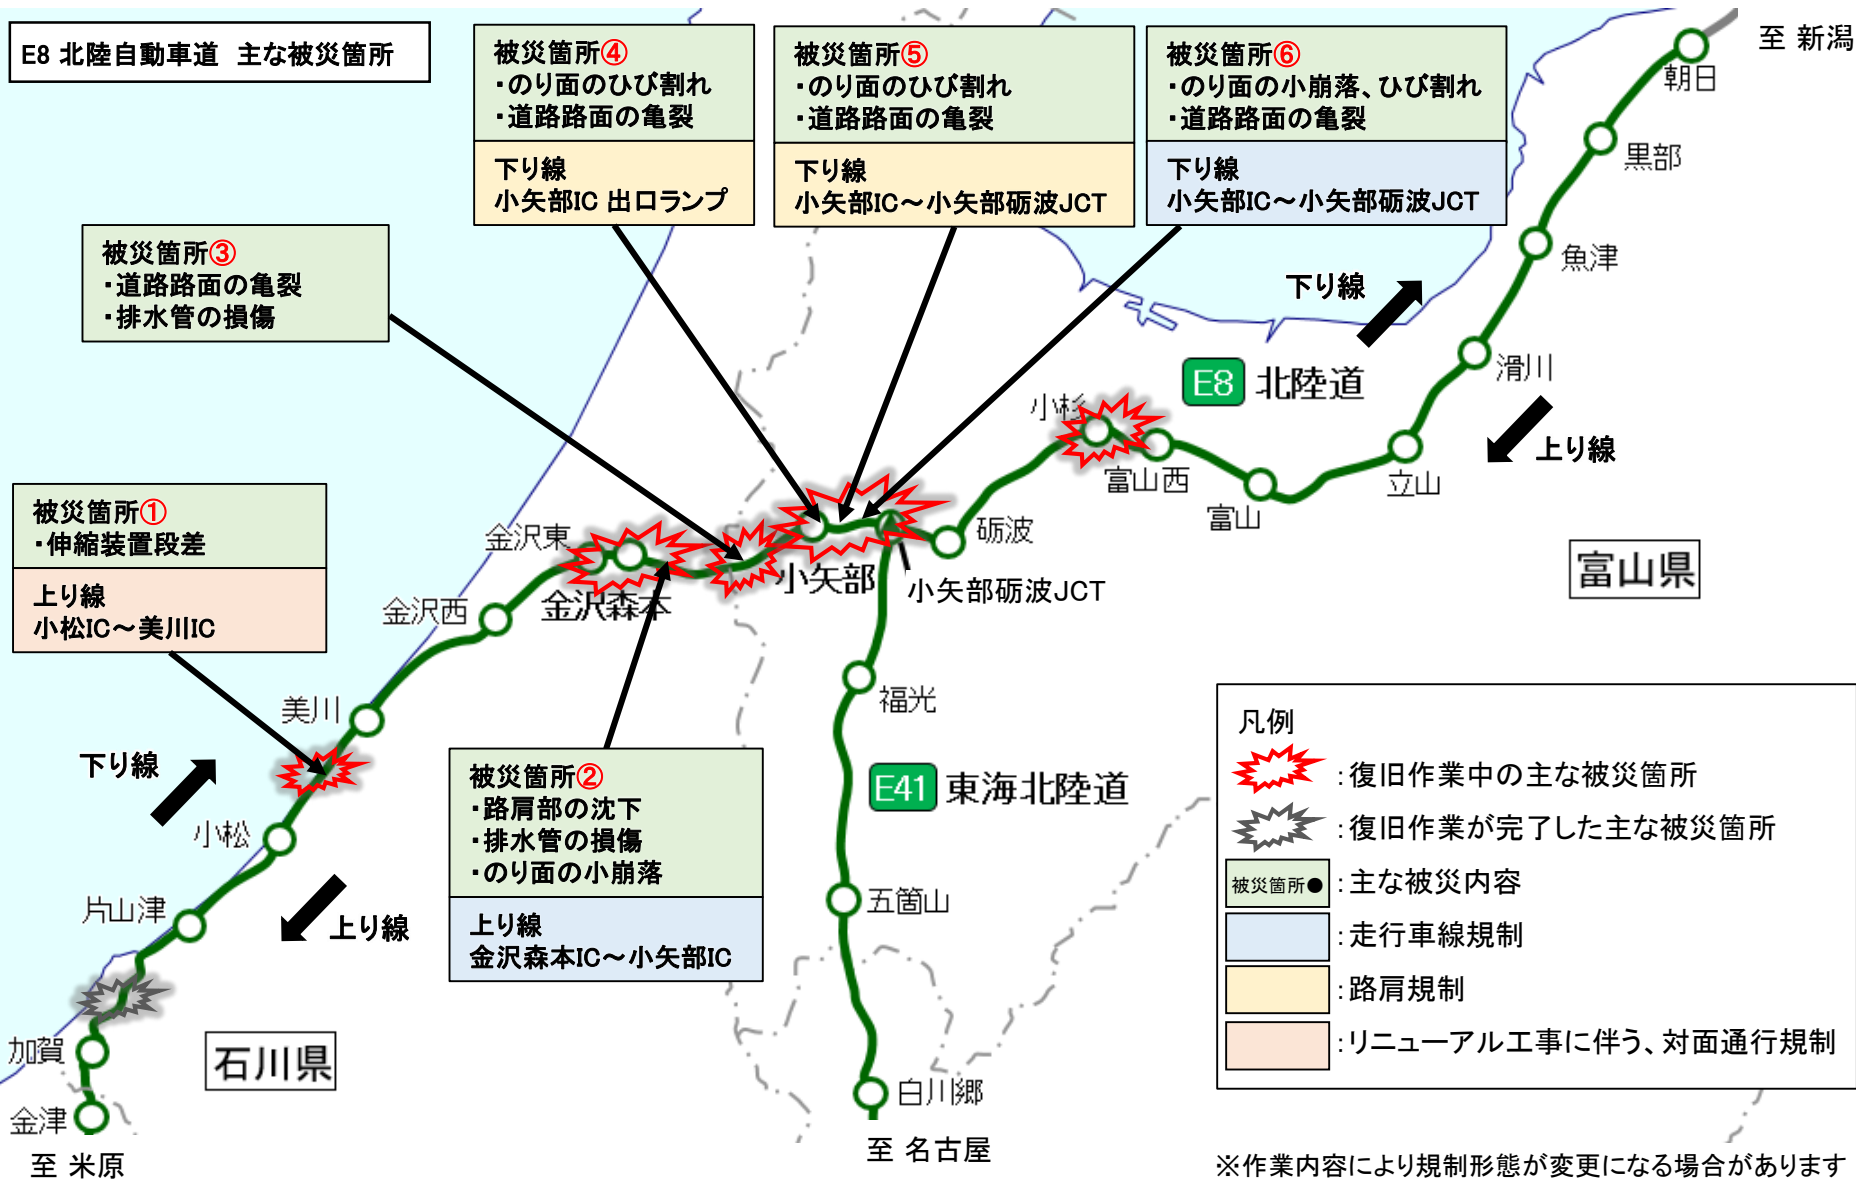 E8 北陸自動車道 主な被災箇所
被災箇所④
・のり面のひび割れ
・道路路面の亀裂
下り線
小矢部IC 出口ランプ
被災箇所⑤
・のり面のひび割れ
・道路路面の亀裂
下り線
小矢部IC～小矢部砺波JCT
被災箇所⑥
・のり面の小崩落、ひび割れ
・道路路面の亀裂
下り線
小矢部IC～小矢部砺波JCT
至 新潟
朝日
黒部
魚津
滑川
立山
富山
富山西
小杉
砺波
小矢部砺波JCT
小矢部
金沢森本
金沢東
金沢西
美川
小松
片山津
加賀
金津
至 米原
下り線
上り線
E8 北陸道
富山県
被災箇所③
・道路路面の亀裂
・排水管の損傷
被災箇所①
・伸縮装置段差
上り線
小松IC～美川IC
下り線
上り線
石川県
被災箇所②
・路肩部の沈下
・排水管の損傷
・のり面の小崩落
上り線
金沢森本IC～小矢部IC
福光
E41 東海北陸道
五箇山
白川郷
至 名古屋
凡例
：復旧作業中の主な被災箇所
：復旧作業が完了した主な被災箇所
被災箇所● ：主な被災内容
：走行車線規制
：路肩規制
：リニューアル工事に伴う、対面通行規制
※作業内容により規制形態が変更になる場合があります